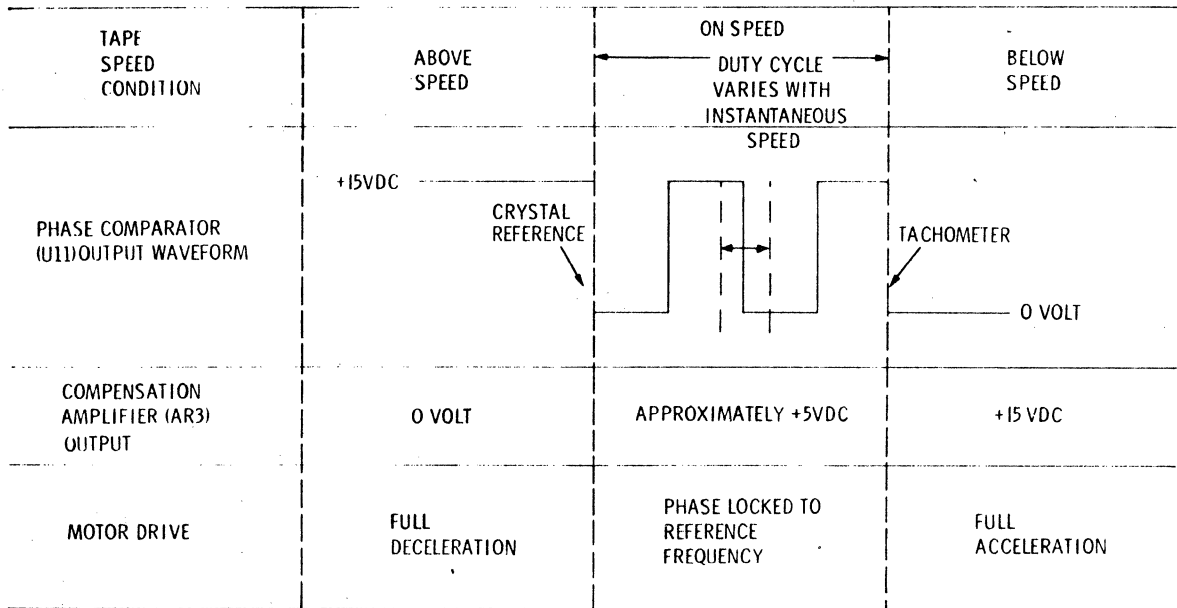 TAPE
SPEED
CONDITION
ABOVE
SPEED
ON SPEED
DUTY CYCLE
VARIES WITH
INSTANTANEOUS
SPEED
BELOW
SPEED
PHASE COMPARATOR
(U11) OUTPUT WAVEFORM
+15VDC
CRYSTAL
REFERENCE
TACHOMETER
0 VOLT
COMPENSATION
AMPLIFIER (AR3)
OUTPUT
0 VOLT
APPROXIMATELY +5VDC
+15 VDC
MOTOR DRIVE
FULL
DECELERATION
PHASE LOCKED TO
REFERENCE
FREQUENCY
FULL
ACCELERATION